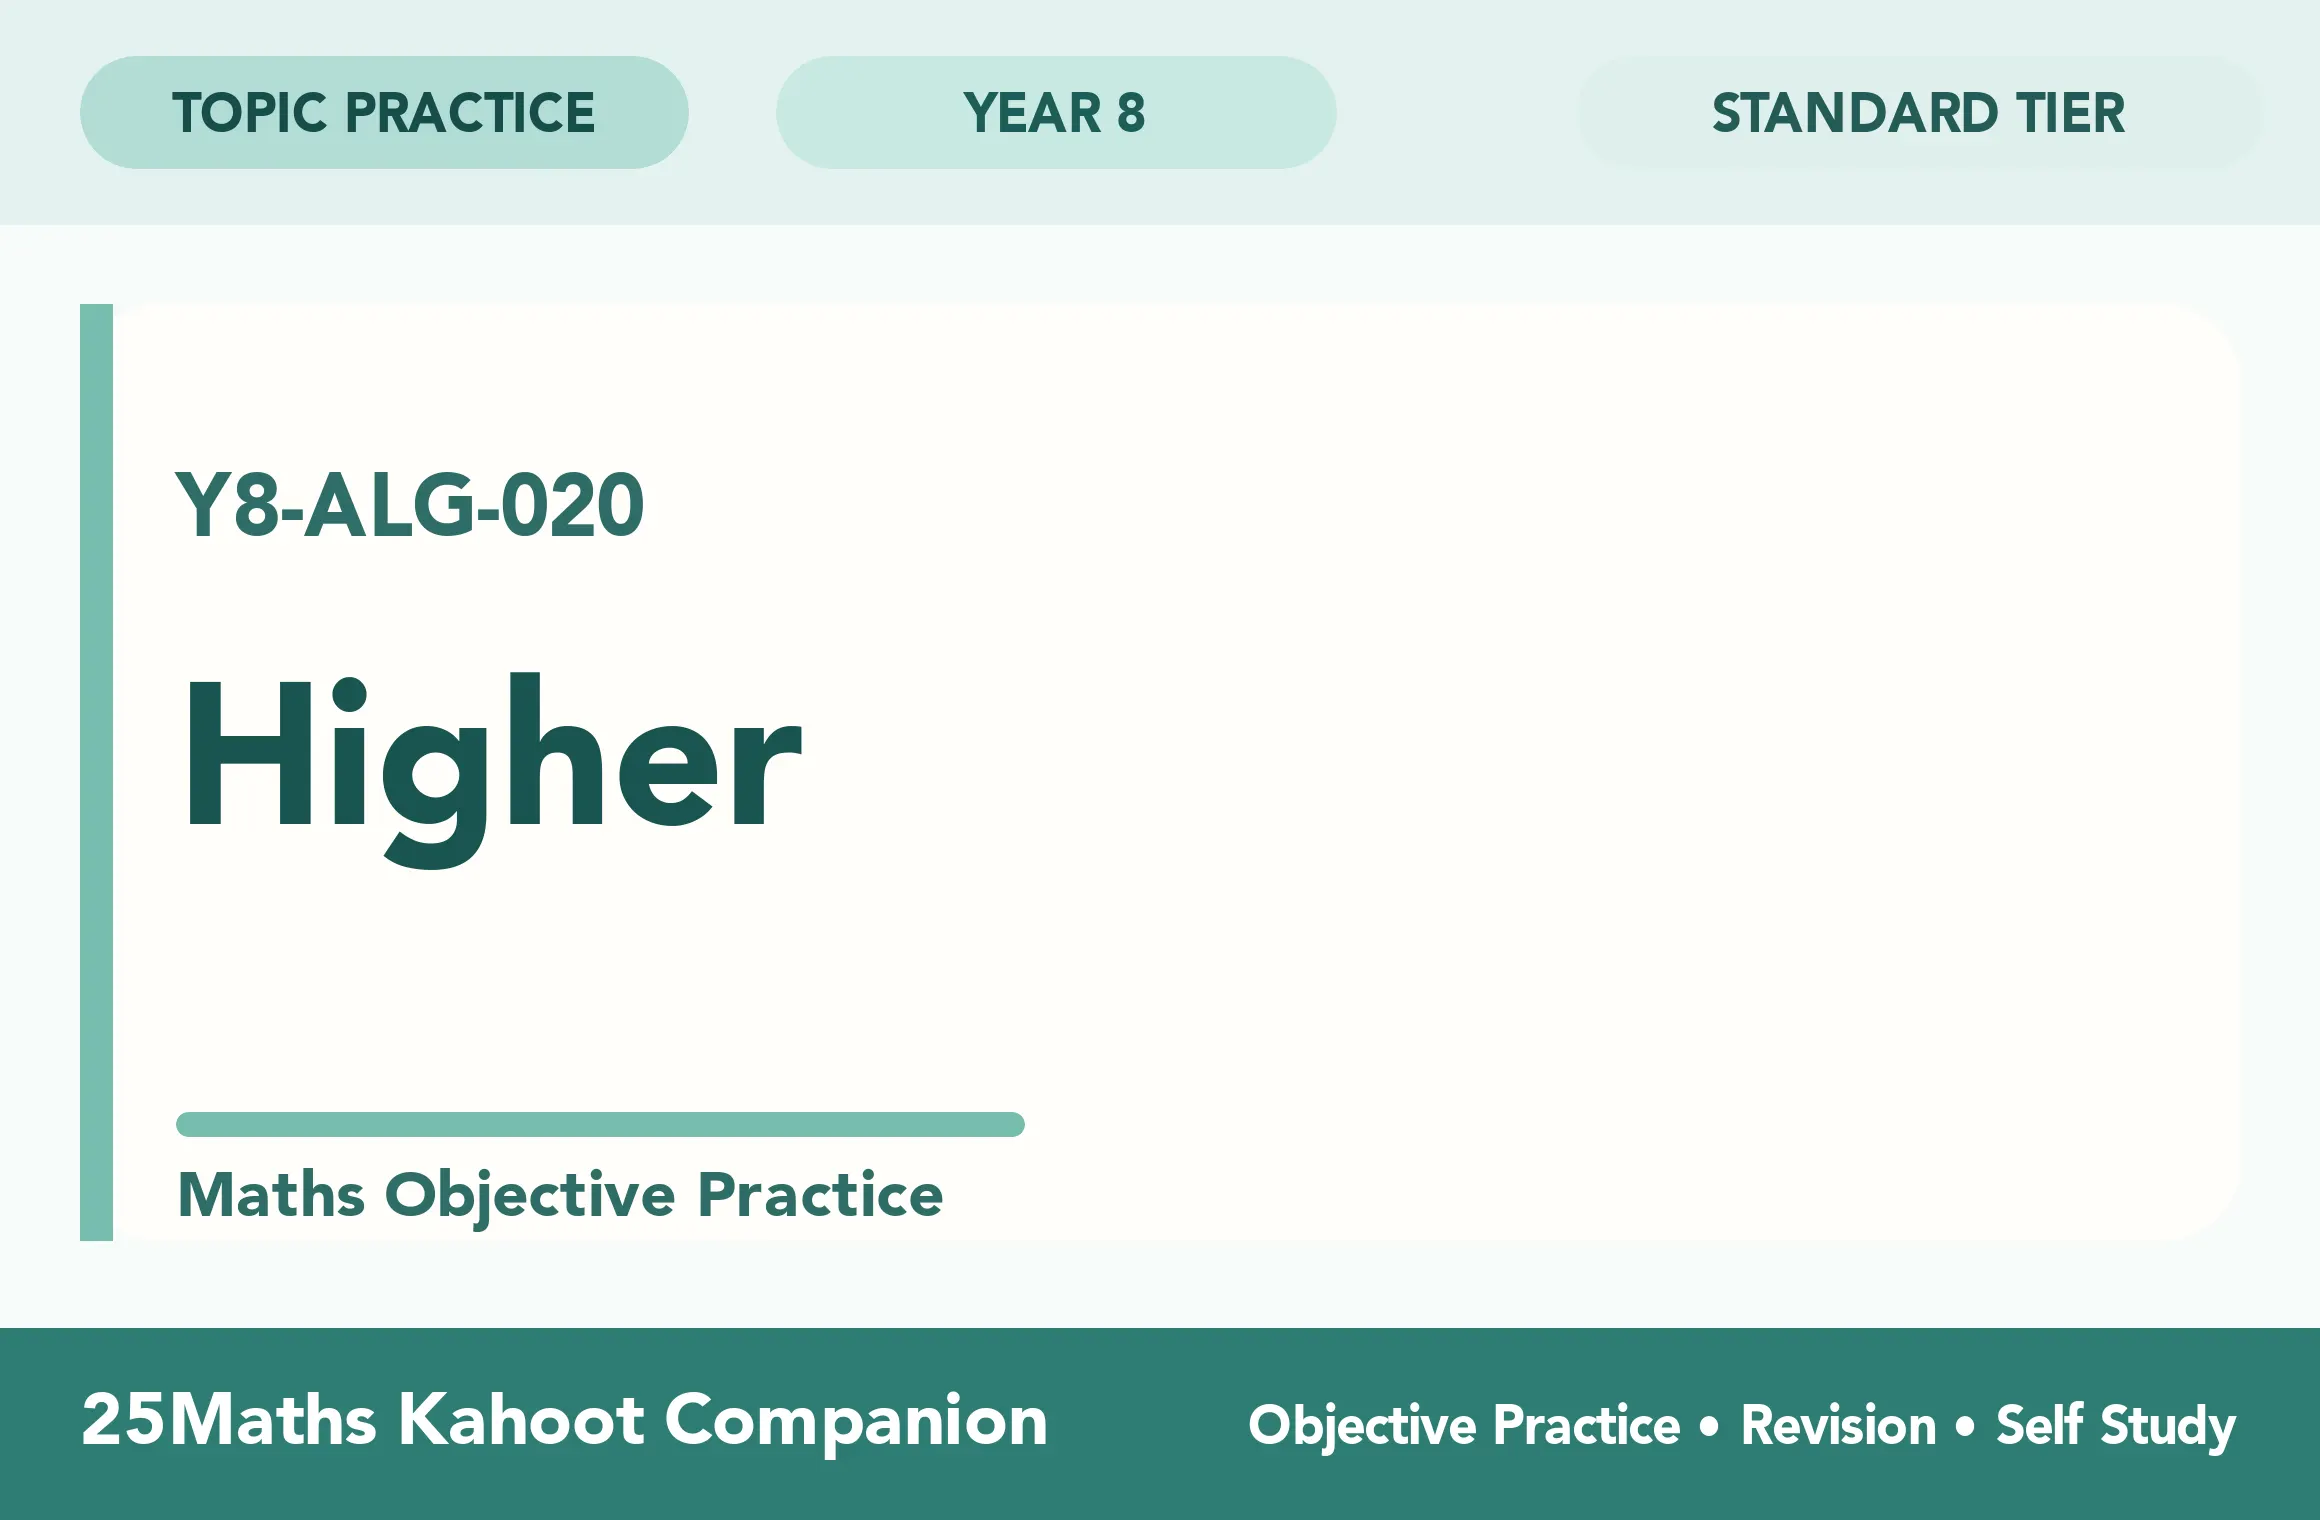 TOPIC PRACTICE
YEAR 8
STANDARD TIER
Y8-ALG-020
Higher
Maths Objective Practice
25Maths Kahoot Companion
Objective Practice • Revision • Self Study